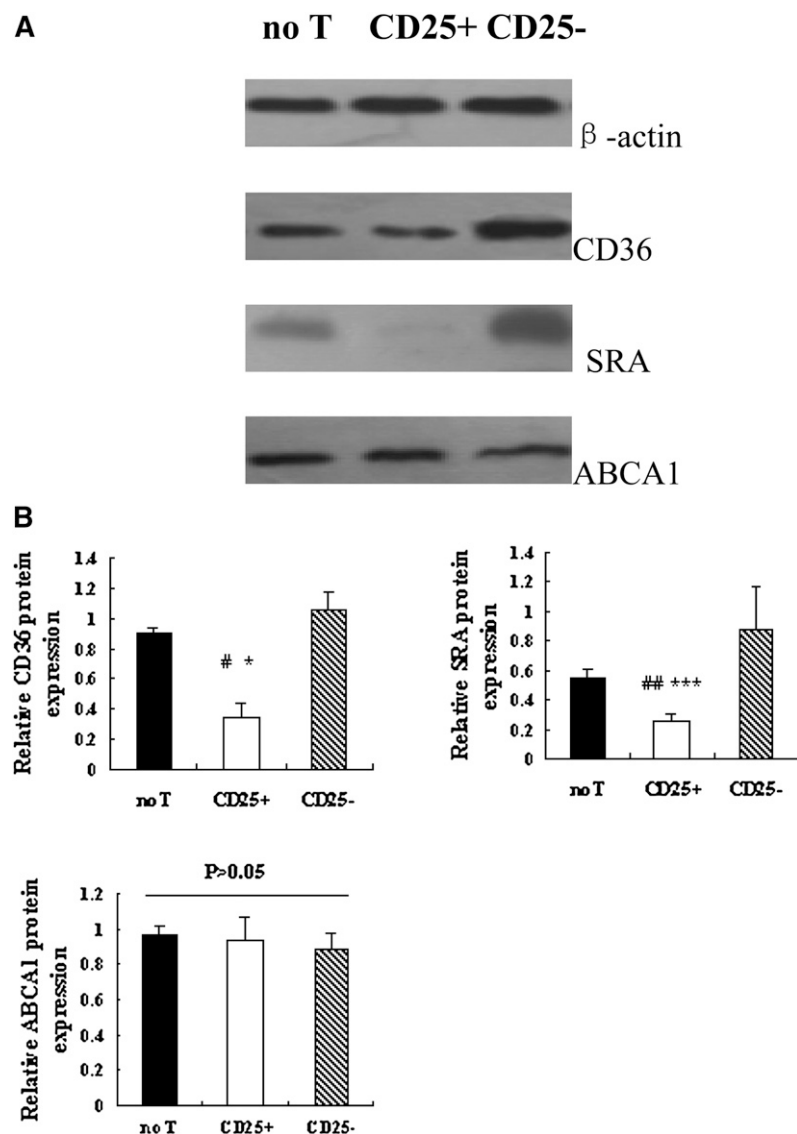 A
no T CD25+ CD25-
β-actin
CD36
SRA
ABCA1
B
Relative CD36 protein
expression
1.4
1.2
1
0.8
0.6
0.4
0.2
0
# *
no T CD25+ CD25-
Relative SRA protein
expression
1.4
1.2
1
0.8
0.6
0.4
0.2
0
## ***
no T CD25+ CD25-
P>0.05
Relative ABCA1 protein
expression
1.2
1
0.8
0.6
0.4
0.2
0
no T CD25+ CD25-